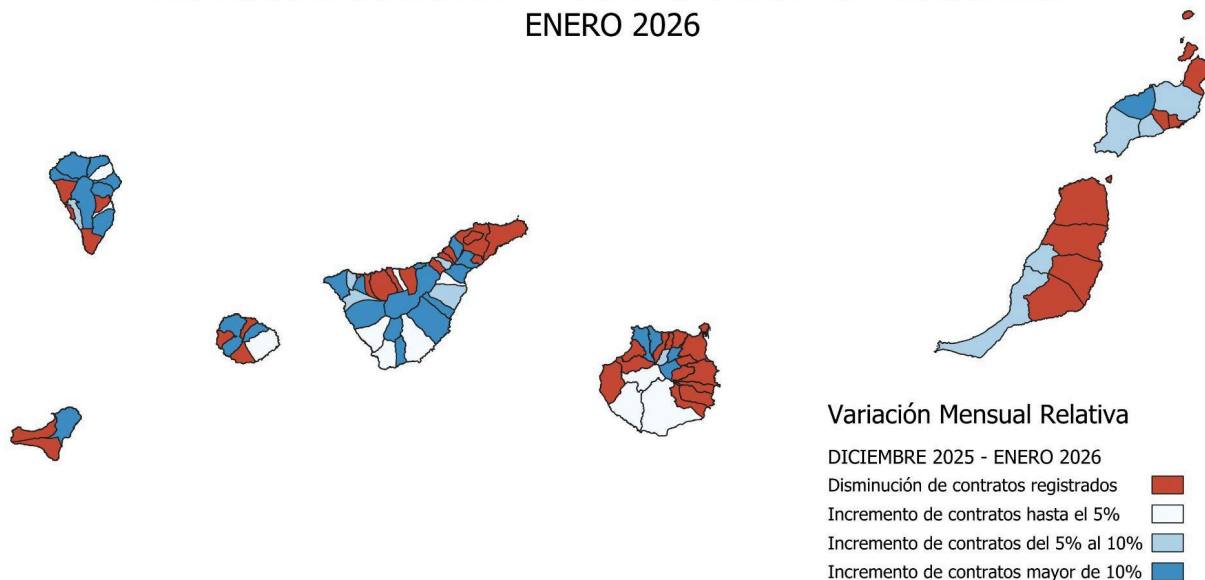 ENERO 2026
Variación Mensual Relativa
DICIEMBRE 2025 - ENERO 2026
Disminución de contratos registrados
Incremento de contratos hasta el 5%
Incremento de contratos del 5% al 10%
Incremento de contratos mayor de 10%